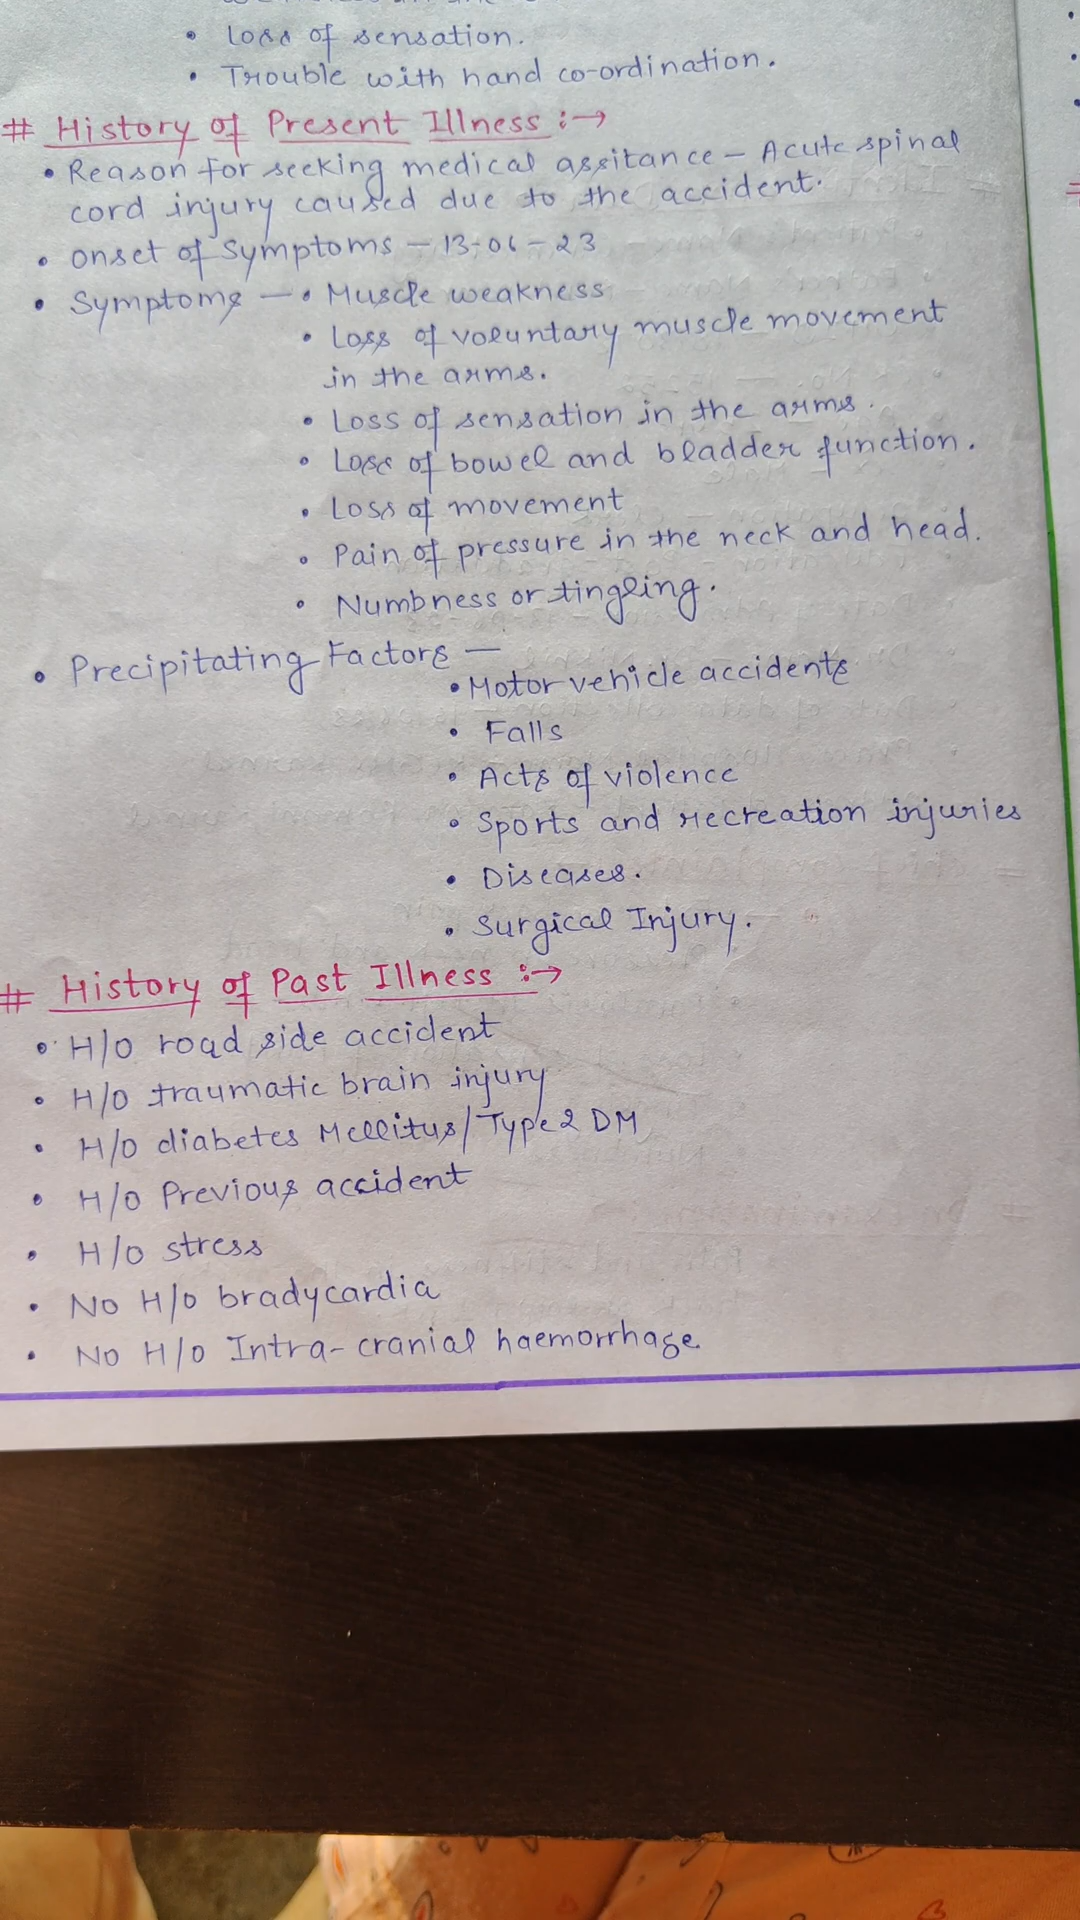 • Loss of sensation.
• Trouble with hand co-ordination.
# History of Present Illness :→
• Reason for seeking medical assitance – Acute spinal
cord injury caused due to the accident.
• onset of symptoms – 13-06-23
• Symptoms – • Muscle weakness
• Loss of voluntary muscle movement
in the arms.
• Loss of sensation in the arms.
• Loss of bowel and bladder function.
• Loss of movement
• Pain of pressure in the neck and head.
• Numbness or tingling.
• Precipitating Factors –
• Motor vehicle accidents
• Falls
• Acts of violence
• Sports and recreation injuries
• Diseases.
• Surgical Injury.
# History of Past Illness :→
• H/O road side accident
• H/O traumatic brain injury
• H/O diabetes Mellitus/Type 2 DM
• H/O Previous accident
• H/O stress
• NO H/O bradycardia
• NO H/O Intra-cranial haemorrhage